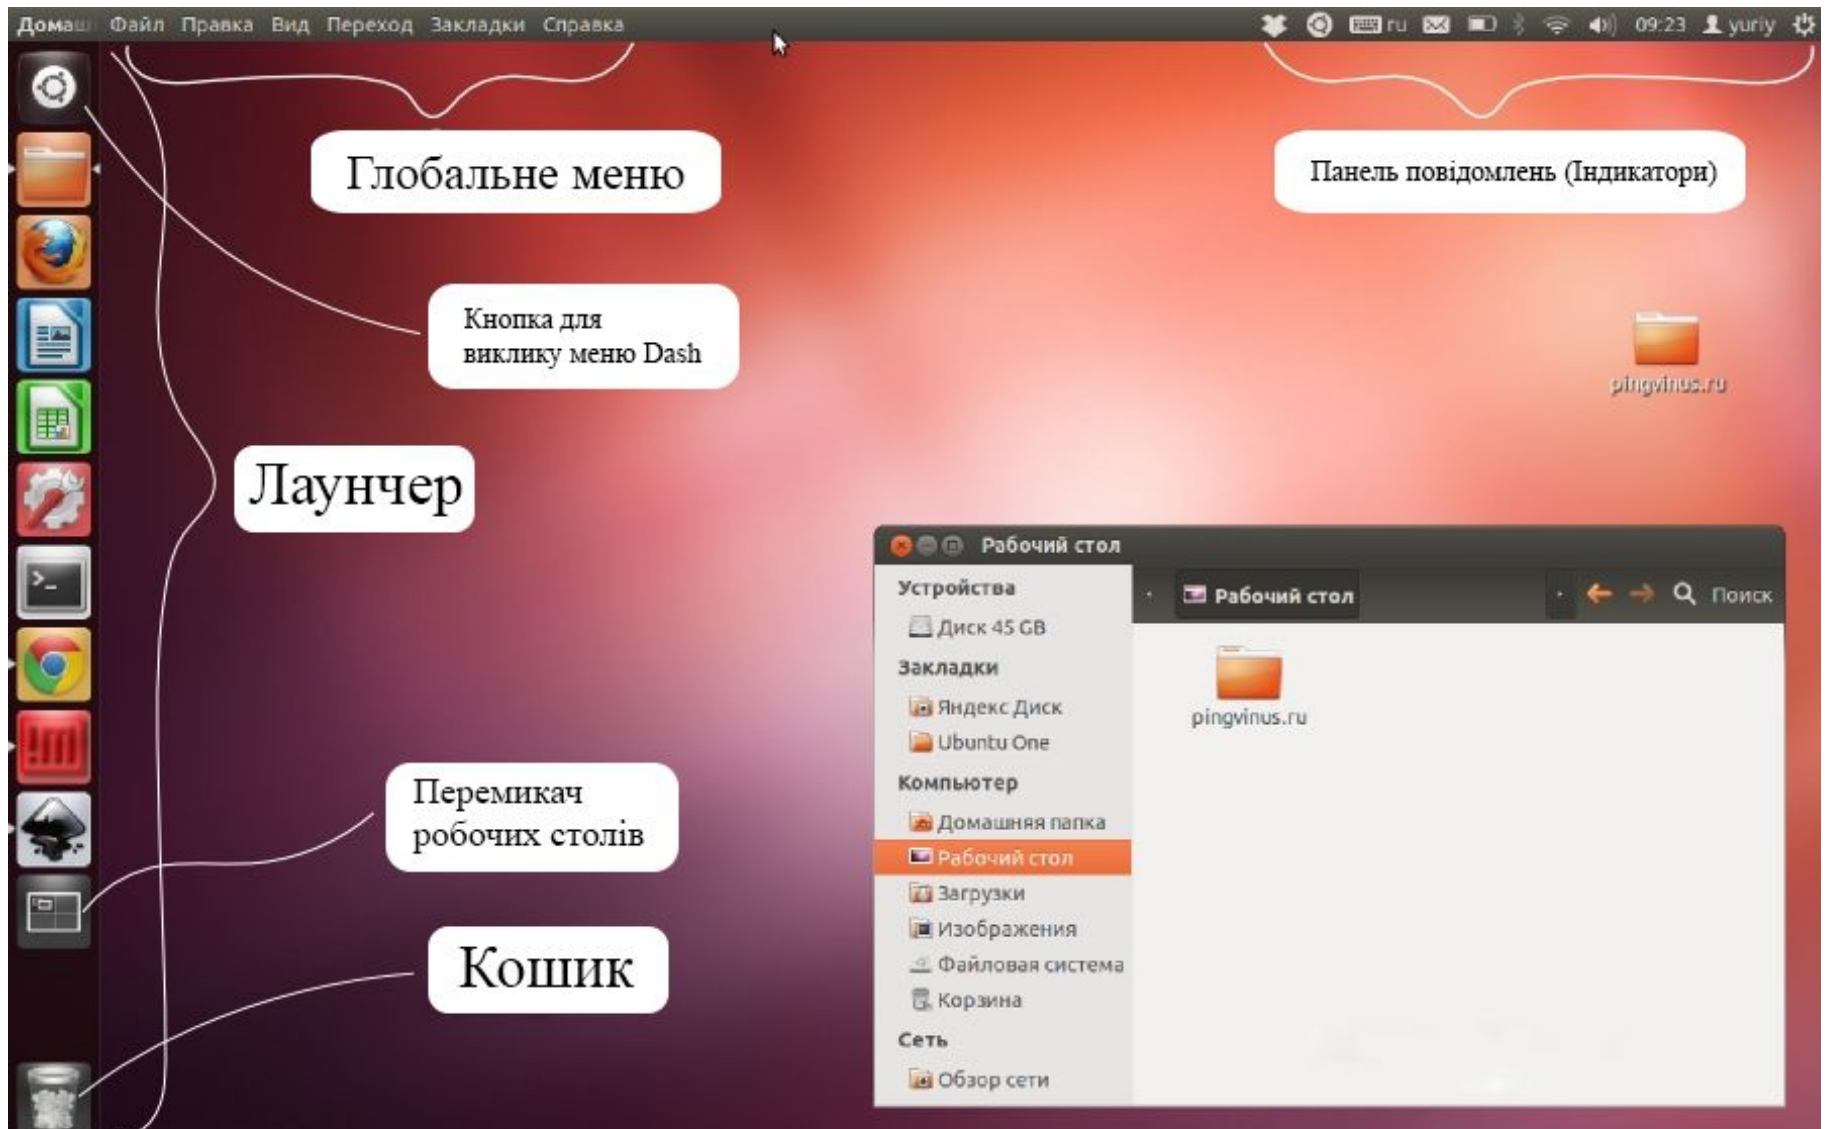 Домаш Файл Правка Вид Переход Закладки Справка
ru 09:23 yuriy
Глобальне меню
Панель повідомлень (Індикатори)
Кнопка для
виклику меню Dash
pingvinus.ru
Лаунчер
Рабочий стол
Устройства
Рабочий стол Поиск
Диск 45 GB
Закладки
Яндекс Диск
pingvinus.ru
Ubuntu One
Компьютер
Перемикач
робочих столів
Домашняя папка
Рабочий стол
Загрузки
Изображения
Кошик
Файловая система
Корзина
Сеть
Обзор сети